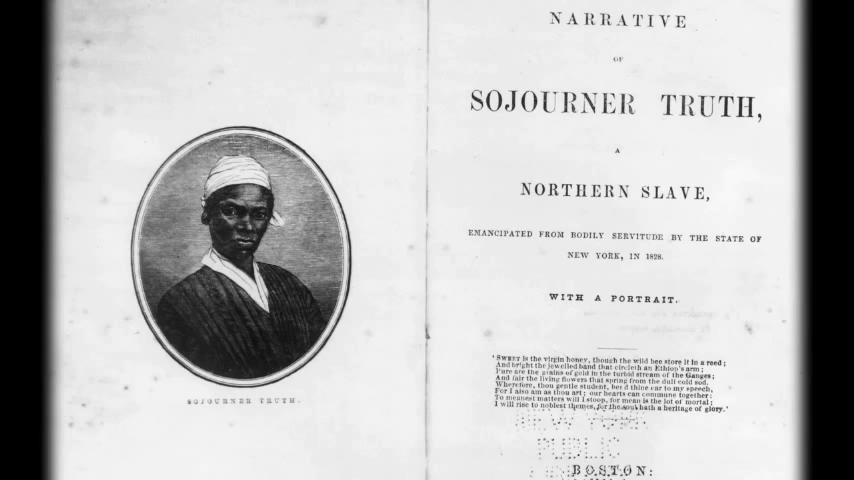 SOJOURNER TRUTH.
NARRATIVE
OF
SOJOURNER TRUTH,
A
NORTHERN SLAVE,
EMANCIPATED FROM BODILY SERVITUDE BY THE STATE OF
NEW YORK, IN 1828.
WITH A PORTRAIT.
'SWEET is the virgin honey, though the wild bee store it in a reed;
And bright the jewelled band that circleth an Ethiop's arm;
Pure are the grains of gold in the turbid stream of the Ganges;
And fair the living flowers that spring from the dull cold sod.
Wherefore, thou gentle student, bend thine ear to my speech,
For I also am as thou art; our hearts can commune together:
To meanest matters will I stoop, for mean is the lot of mortal;
I will rise to noblest themes, for the soul hath a heritage of glory.'
NEW YORK
PUBLIC
BOSTON: